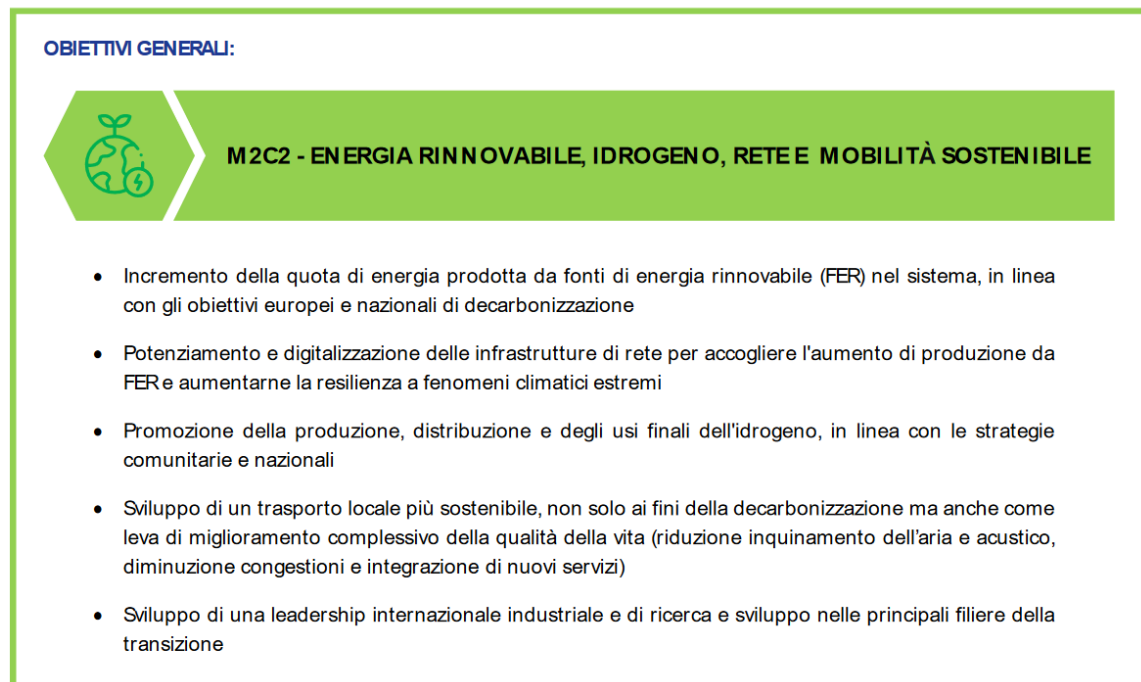 OBIETTIVI GENERALI:
M2C2 - ENERGIA RINNOVABILE, IDROGENO, RETE E MOBILITÀ SOSTENIBILE
• Incremento della quota di energia prodotta da fonti di energia rinnovabile (FER) nel sistema, in linea
con gli obiettivi europei e nazionali di decarbonizzazione
• Potenziamento e digitalizzazione delle infrastrutture di rete per accogliere l'aumento di produzione da
FER e aumentarne la resilienza a fenomeni climatici estremi
• Promozione della produzione, distribuzione e degli usi finali dell'idrogeno, in linea con le strategie
comunitarie e nazionali
• Sviluppo di un trasporto locale più sostenibile, non solo ai fini della decarbonizzazione ma anche come
leva di miglioramento complessivo della qualità della vita (riduzione inquinamento dell'aria e acustico,
diminuzione congestioni e integrazione di nuovi servizi)
• Sviluppo di una leadership internazionale industriale e di ricerca e sviluppo nelle principali filiere della
transizione